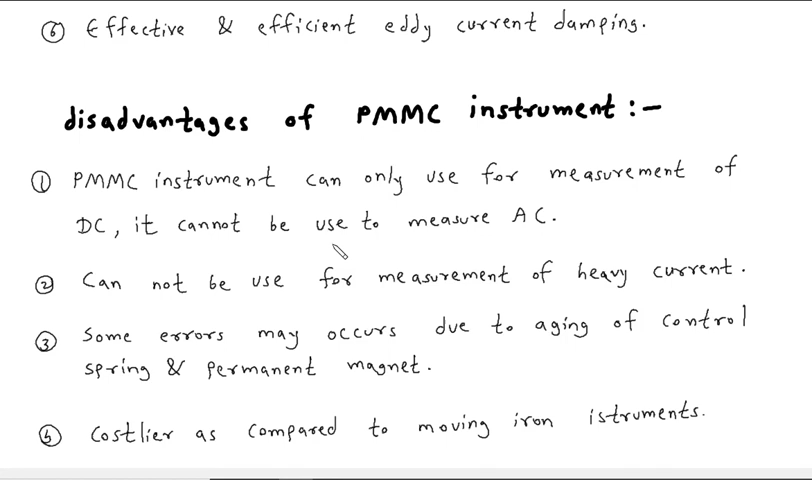 ⑥ Effective & efficient eddy current damping.
disadvantages of PMMC instrument :-
① PMMC instrument can only use for measurement of
DC, it cannot be use to measure AC.
② Can not be use for measurement of heavy current.
③ Some errors may occurs due to aging of control
spring & permanent magnet.
④ Costlier as compared to moving iron istruments.